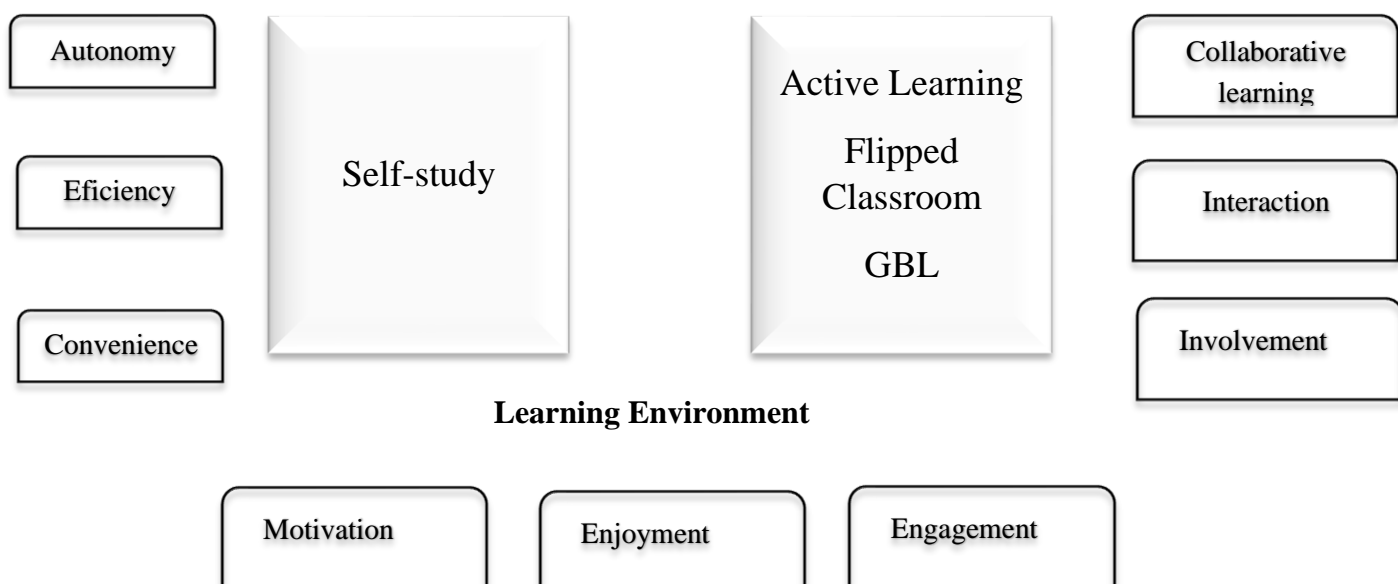 Autonomy
Eficiency
Convenience
Self-study
Active Learning
Flipped
Classroom
GBL
Collaborative
learning
Interaction
Involvement
Learning Environment
Motivation
Enjoyment
Engagement